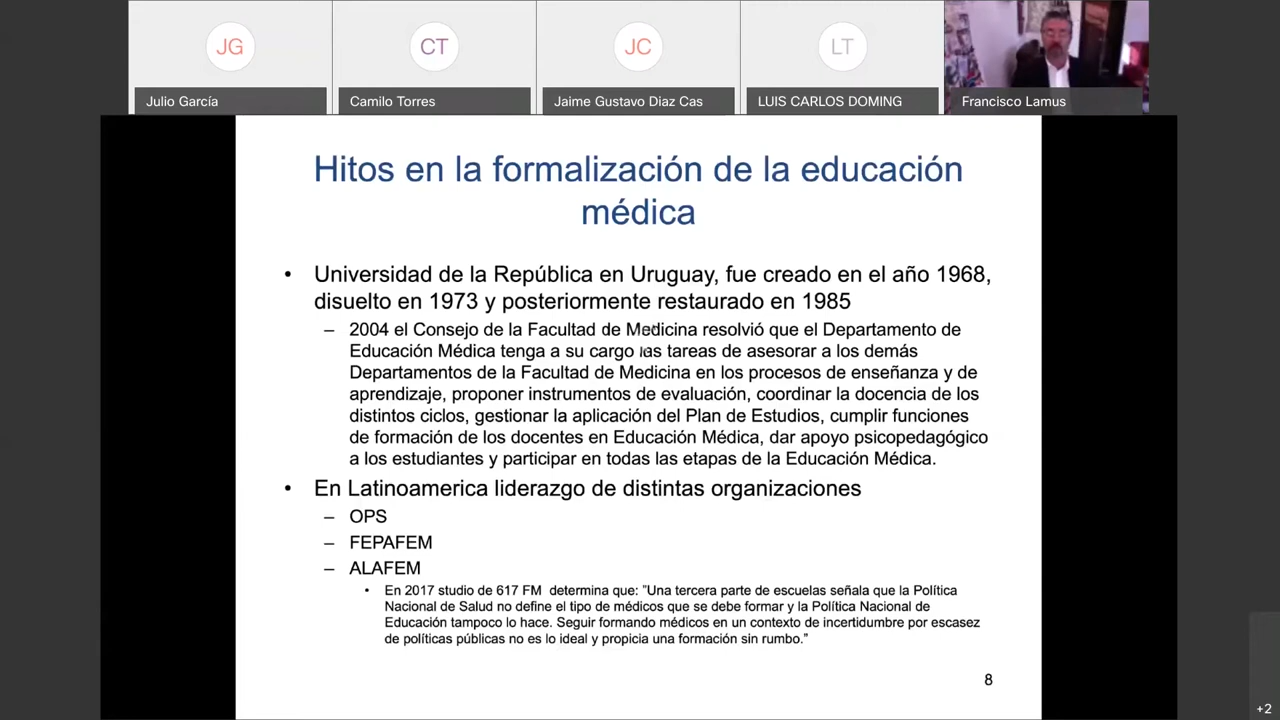 JG
CT
JC
LT
Julio García
Camilo Torres
Jaime Gustavo Diaz Cas
LUIS CARLOS DOMING
Francisco Lamus
Hitos en la formalización de la educación
médica
• Universidad de la República en Uruguay, fue creado en el año 1968,
disuelto en 1973 y posteriormente restaurado en 1985
– 2004 el Consejo de la Facultad de Medicina resolvió que el Departamento de
Educación Médica tenga a su cargo las tareas de asesorar a los demás
Departamentos de la Facultad de Medicina en los procesos de enseñanza y de
aprendizaje, proponer instrumentos de evaluación, coordinar la docencia de los
distintos ciclos, gestionar la aplicación del Plan de Estudios, cumplir funciones
de formación de los docentes en Educación Médica, dar apoyo psicopedagógico
a los estudiantes y participar en todas las etapas de la Educación Médica.
• En Latinoamerica liderazgo de distintas organizaciones
– OPS
– FEPAFEM
– ALAFEM
• En 2017 studio de 617 FM determina que: "Una tercera parte de escuelas señala que la Política
Nacional de Salud no define el tipo de médicos que se debe formar y la Política Nacional de
Educación tampoco lo hace. Seguir formando médicos en un contexto de incertidumbre por escasez
de políticas públicas no es lo ideal y propicia una formación sin rumbo."
8
+2